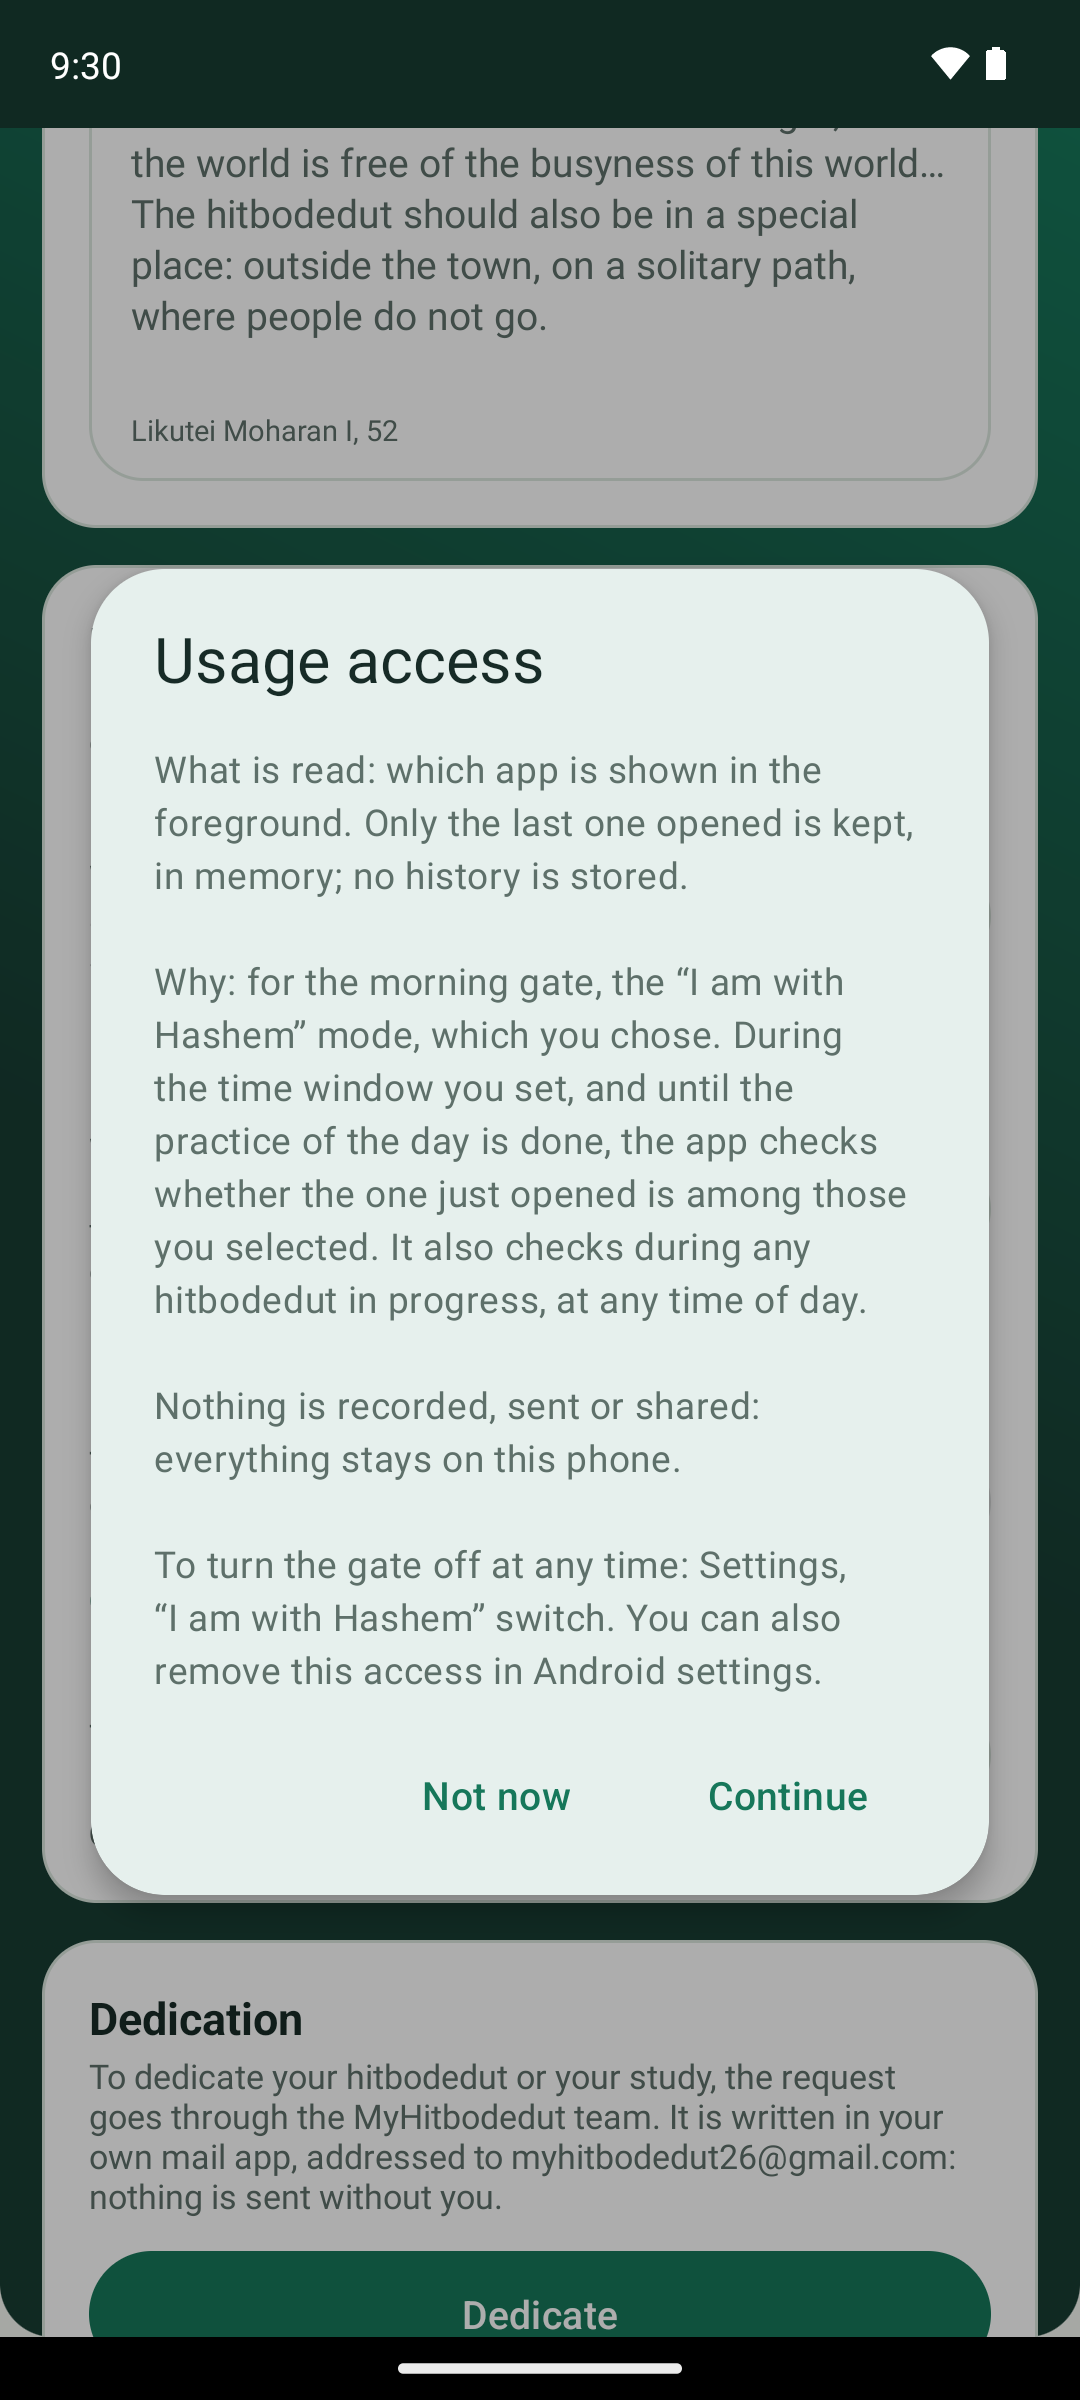 9:30
the world is free of the busyness of this world…
The hitbodedut should also be in a special
place: outside the town, on a solitary path,
where people do not go.
Likutei Moharan I, 52
Usage access
What is read: which app is shown in the
foreground. Only the last one opened is kept,
in memory; no history is stored.
Why: for the morning gate, the “I am with
Hashem” mode, which you chose. During
the time window you set, and until the
practice of the day is done, the app checks
whether the one just opened is among those
you selected. It also checks during any
hitbodedut in progress, at any time of day.
Nothing is recorded, sent or shared:
everything stays on this phone.
To turn the gate off at any time: Settings,
“I am with Hashem” switch. You can also
remove this access in Android settings.
Not now
Continue
Dedication
To dedicate your hitbodedut or your study, the request
goes through the MyHitbodedut team. It is written in your
own mail app, addressed to myhitbodedut26@gmail.com:
nothing is sent without you.
Dedicate